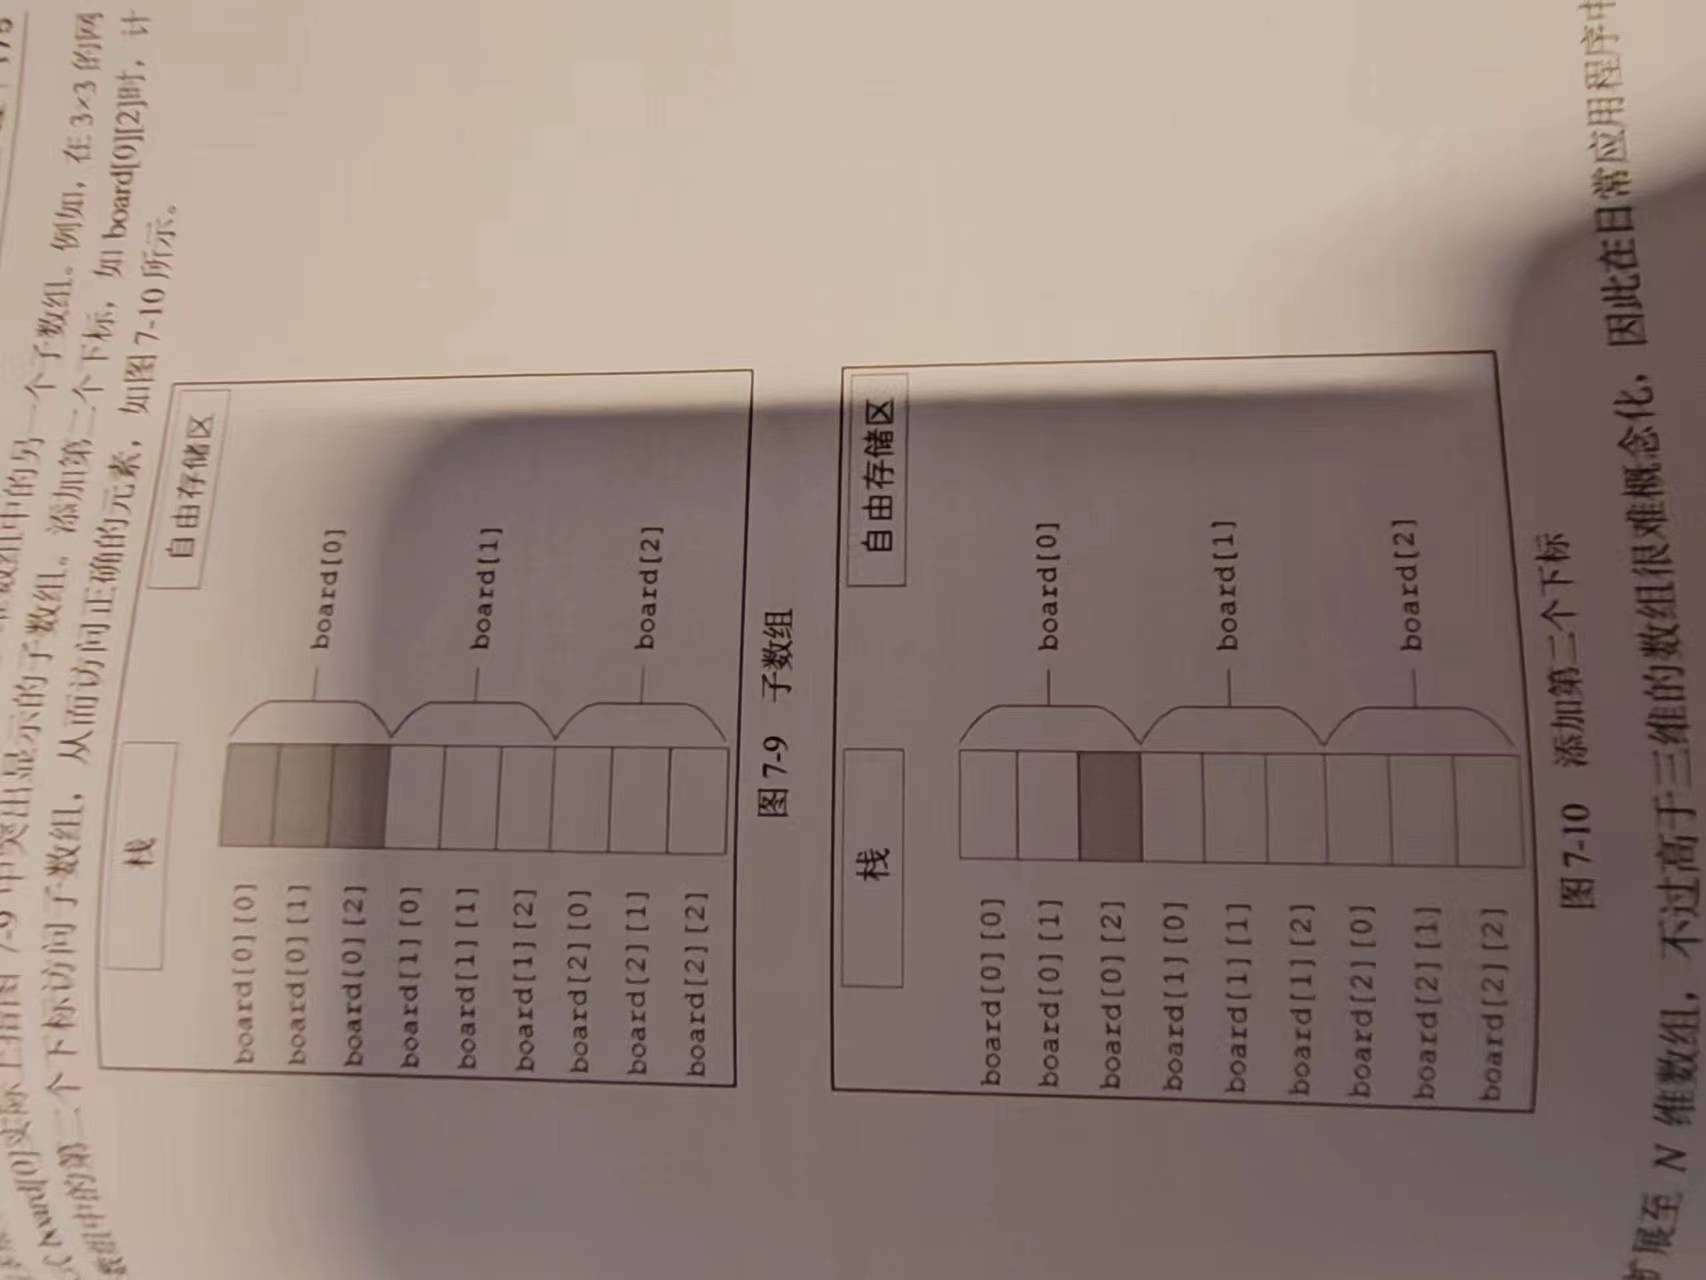 维数组中的另一个子数组。例如，在3×3的网
式board[0]实际上指图 7-9 中突出显示的子数组。添加第二个下标，如 board[0][2]时，计
数组中的第二个下标访问子数组，从而访问正确的元素，如图 7-10 所示。
栈
自由存储区
board[0][0]
board[0][1]
board[0]
board[0][2]
board[1][0]
board[1][1]
board[1]
board[1][2]
board[2][0]
board[2][1]
board[2]
board[2][2]
图 7-9 子数组
栈
自由存储区
board[0][0]
board[0][1]
board[0]
board[0][2]
board[1][0]
board[1][1]
board[1]
board[1][2]
board[2][0]
board[2][1]
board[2]
board[2][2]
图 7-10 添加第二个下标
扩展至 N 维数组，不过高于三维的数组很难概念化，因此在日常应用程序中